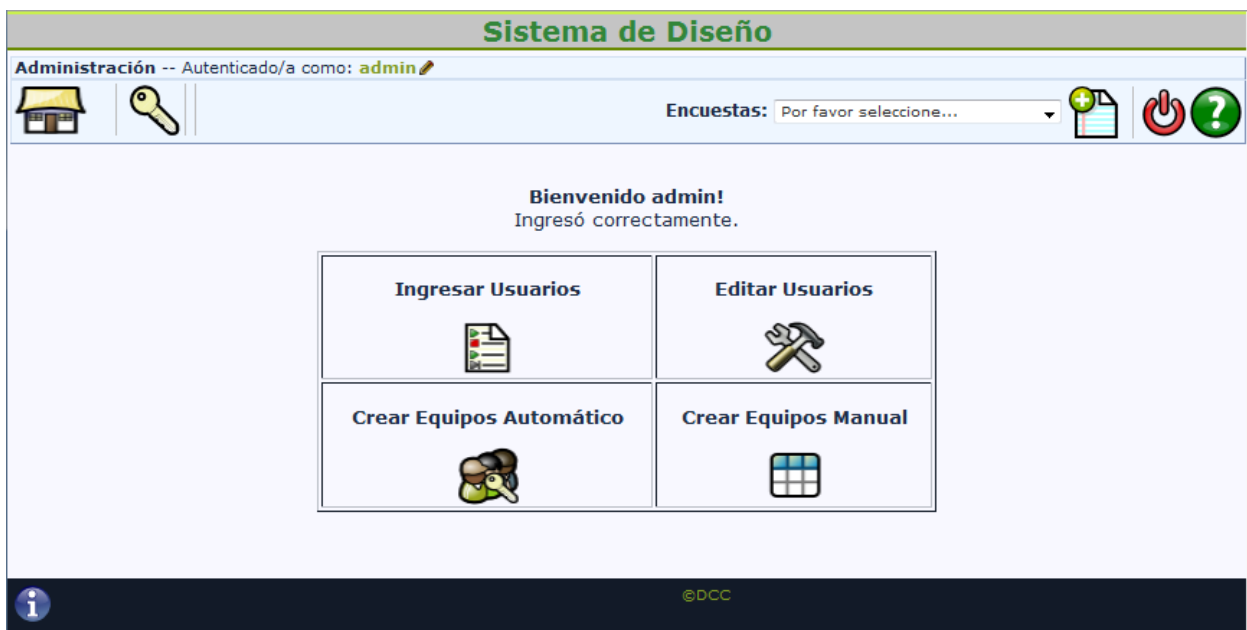 Sistema de Diseño
Administración -- Autenticado/a como: admin
Encuestas: Por favor seleccione...
Bienvenido admin!
Ingresó correctamente.
Ingresar Usuarios
Editar Usuarios
Crear Equipos Automático
Crear Equipos Manual
©DCC